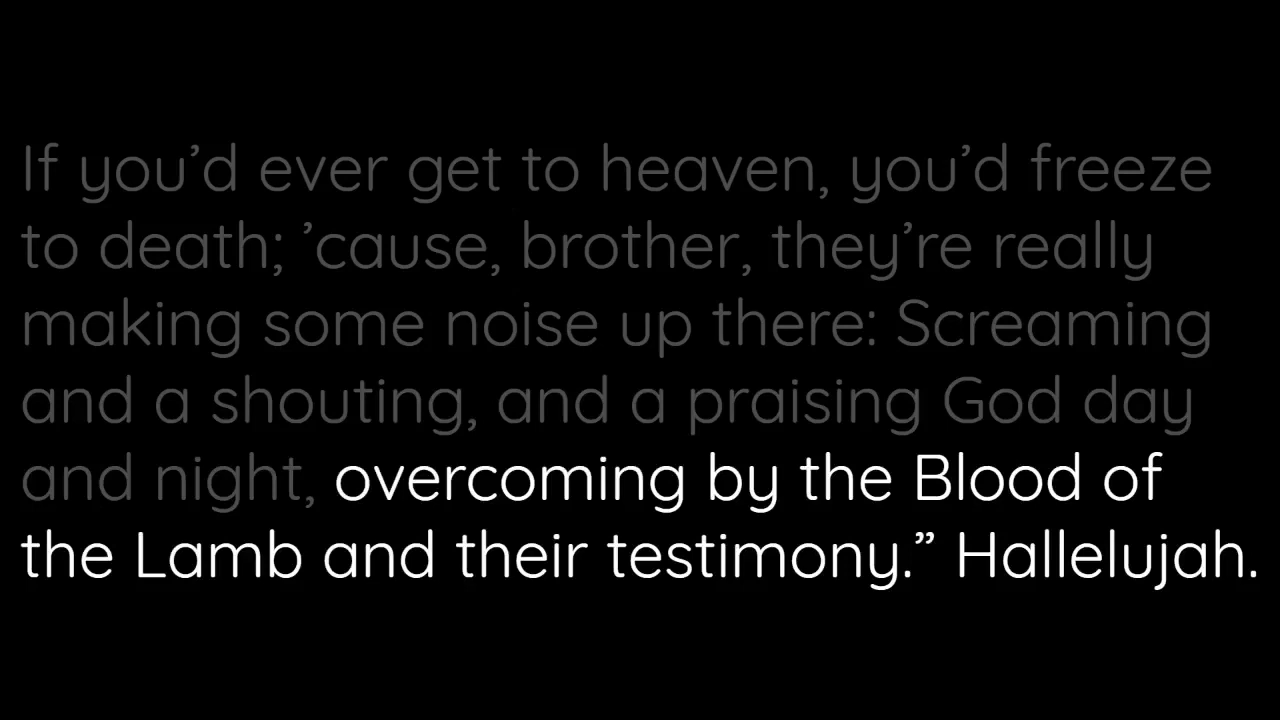 If you’d ever get to heaven, you’d freeze
to death; ’cause, brother, they’re really
making some noise up there: Screaming
and a shouting, and a praising God day
and night, overcoming by the Blood of
the Lamb and their testimony.” Hallelujah.